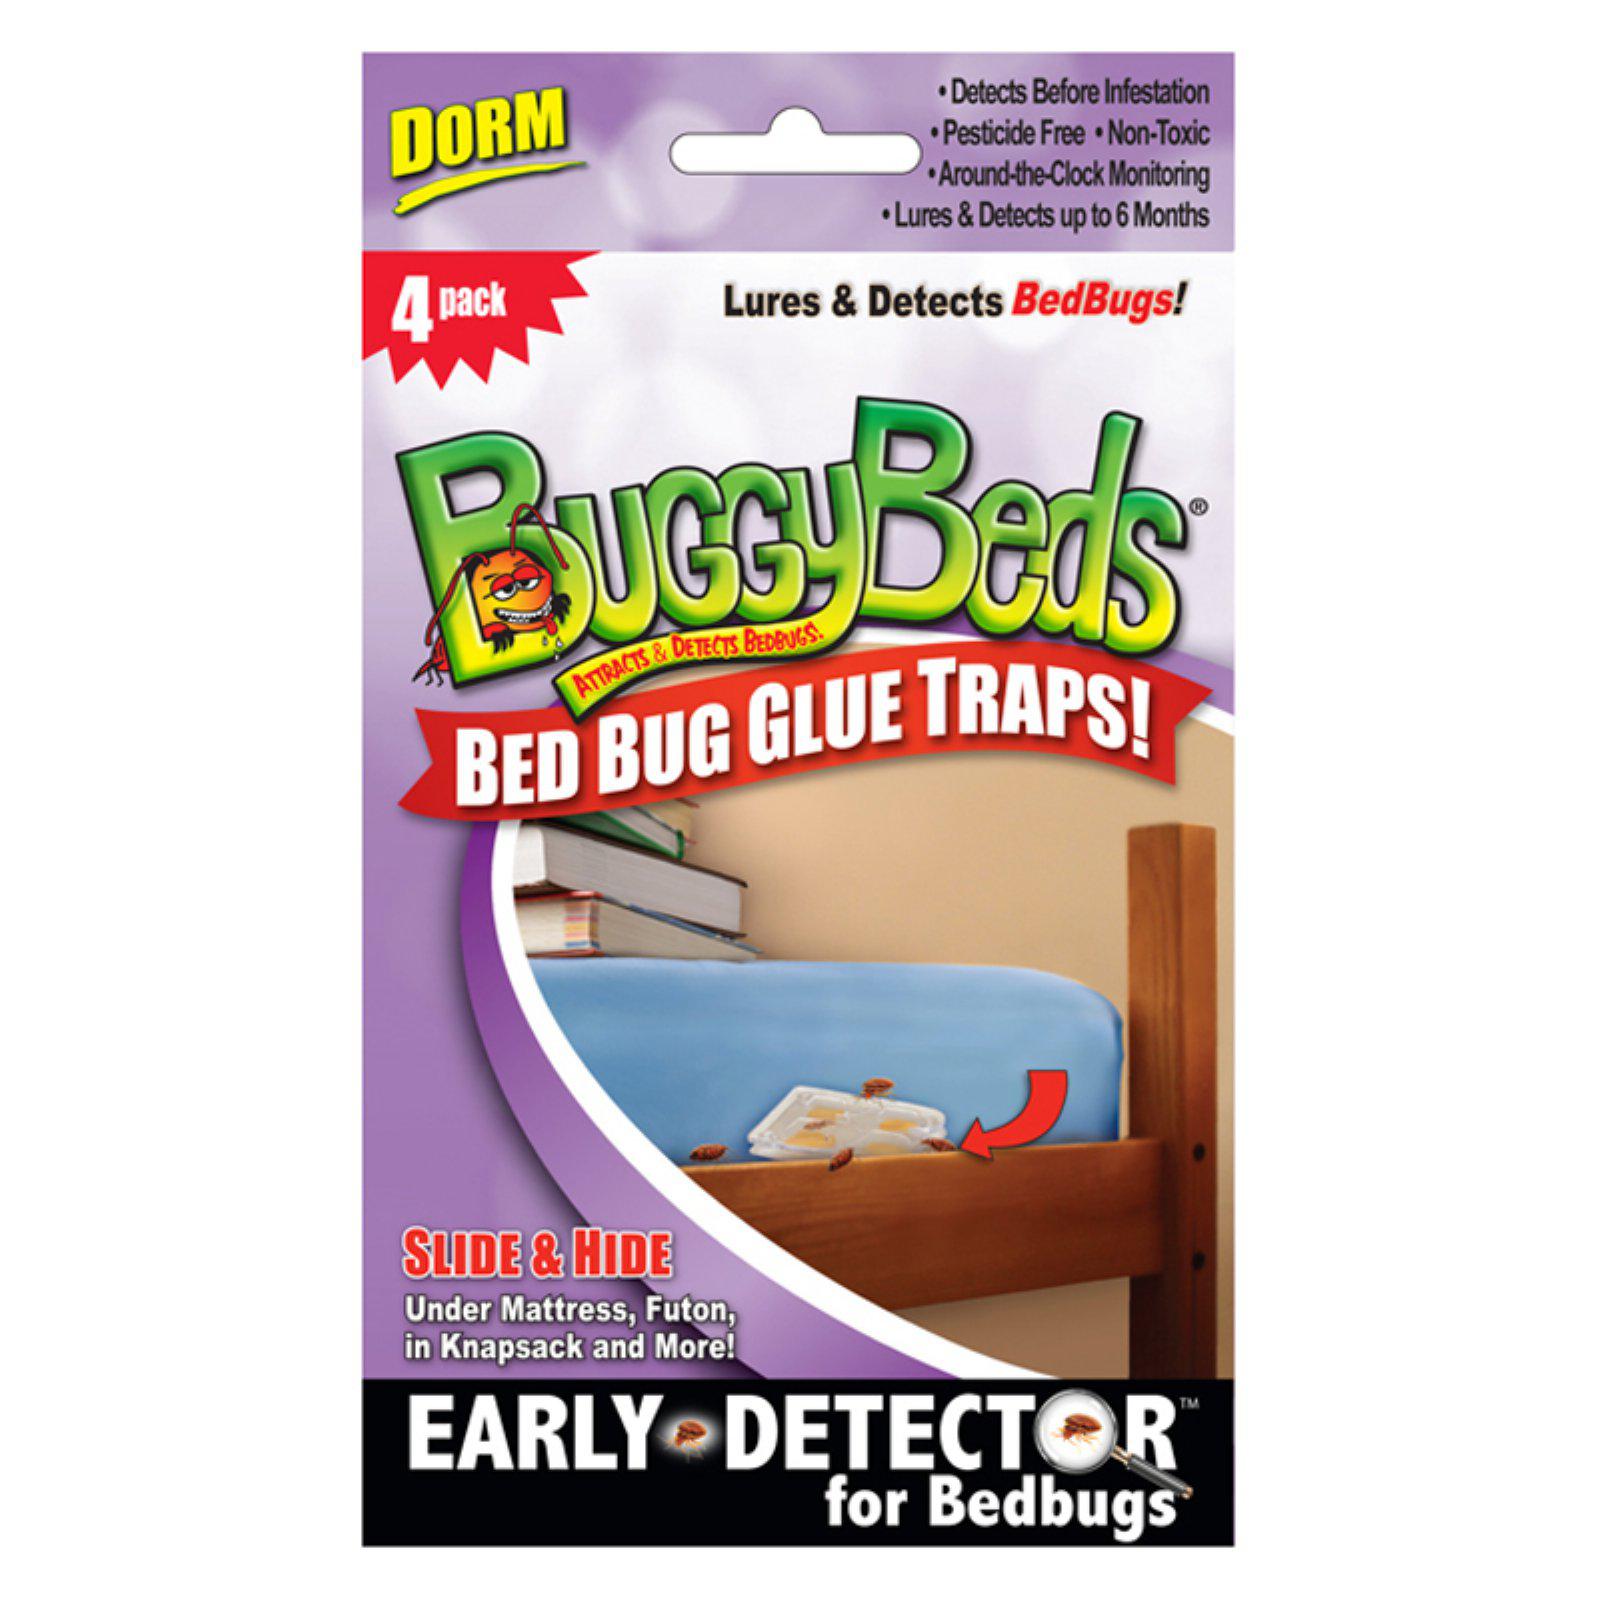 DORM
• Detects Before Infestation
• Pesticide Free • Non-Toxic
• Around-the-Clock Monitoring
• Lures & Detects up to 6 Months
4 pack
Lures & Detects BedBugs!
BuggyBeds®
Attracts & Detects Bedbugs!
BED BUG GLUE TRAPS!
SLIDE & HIDE
Under Mattress, Futon,
in Knapsack and More!
EARLY DETECTOR™
for Bedbugs